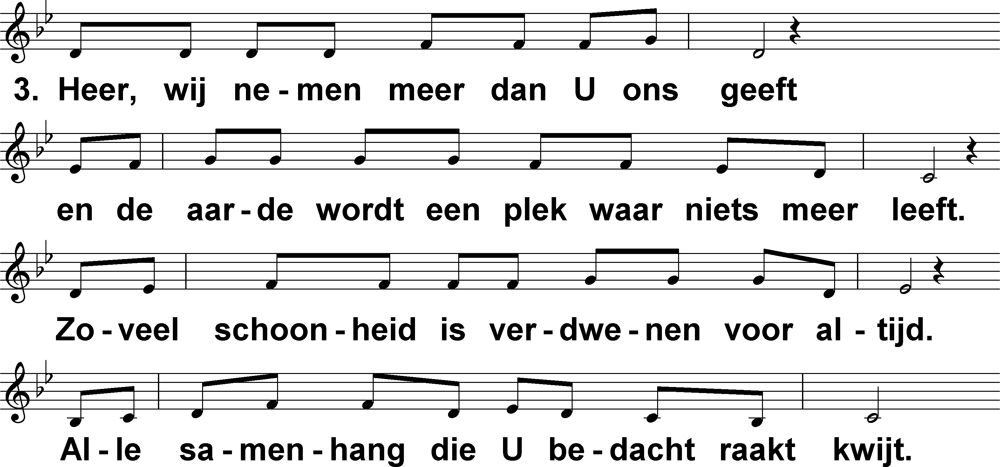 3. Heer, wij ne - men meer dan U ons geeft
en de aar - de wordt een plek waar niets meer leeft.
Zo - veel schoon - heid is ver - dwe - nen voor al - tijd.
Al - le sa - men - hang die U be - dacht raakt kwijt.